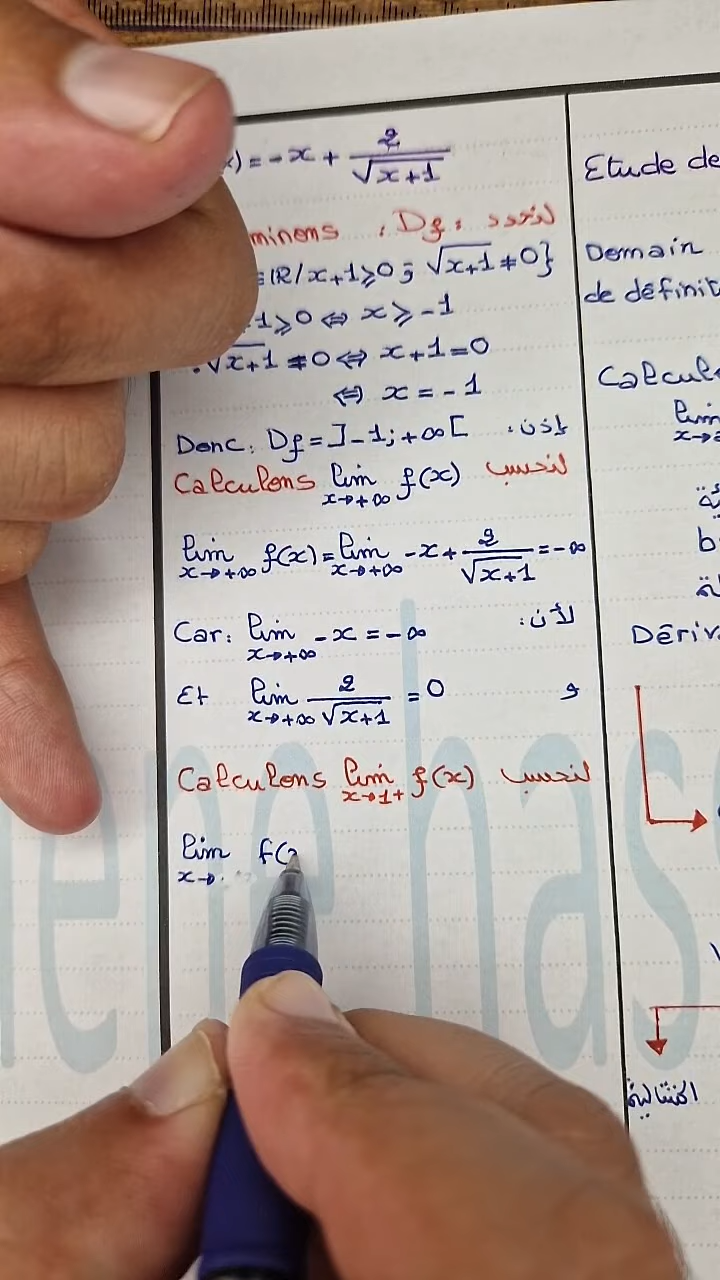 x) = -x + 2/√(x+1)
minons : Df : لنحدد
ℝ/x+1≥0 ; √(x+1) ≠ 0}
1≥0 ⇔ x ≥ -1
. √(x+1) ≠ 0 ⇔ x+1=0
⇔ x = -1
Donc: Df = ]-1; +∞[ إذن:
Calculons lim x→+∞ f(x) لنحسب
lim x→+∞ f(x) = lim x→+∞ -x + 2/√(x+1) = -∞
Car: lim x→+∞ -x = -∞ لأن:
Et lim x→+∞ 2/√(x+1) = 0 و
Calculons lim x→1+ f(x) لنحسب
lim x→ f(
Etude de
Domain
de définit
Calcul
lim
b
Dériv